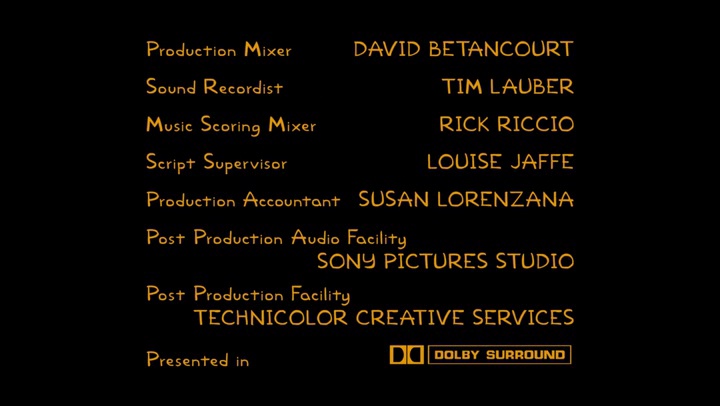 Production Mixer DAVID BETANCOURT
Sound Recordist TIM LAUBER
Music Scoring Mixer RICK RICCIO
Script Supervisor LOUISE JAFFE
Production Accountant SUSAN LORENZANA
Post Production Audio Facility
SONY PICTURES STUDIO
Post Production Facility
TECHNICOLOR CREATIVE SERVICES
Presented in DOLBY SURROUND